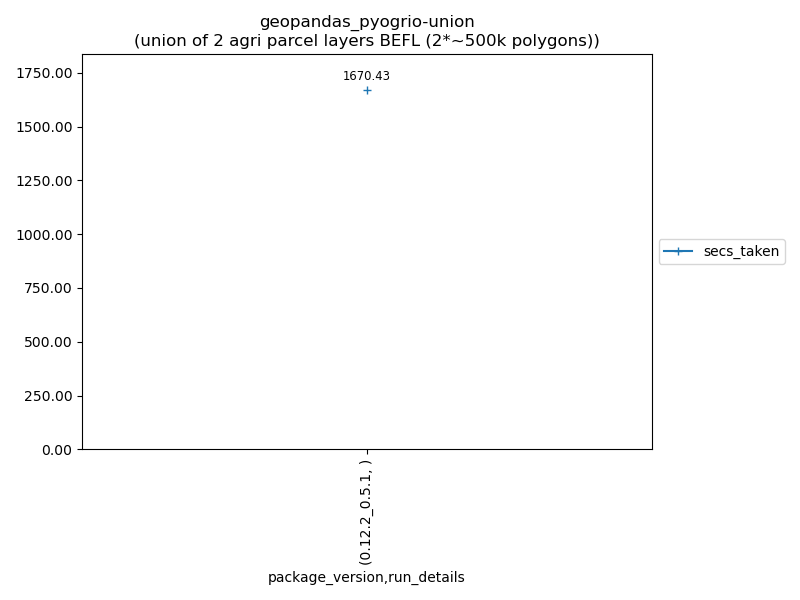 geopandas_pyogrio-union
(union of 2 agri parcel layers BEFL (2*~500k polygons))
1750.00
1670.43
1500.00
1250.00
1000.00
secs_taken
750.00
500.00
250.00
0.00
(0.12.2_0.5.1, )
package_version,run_details